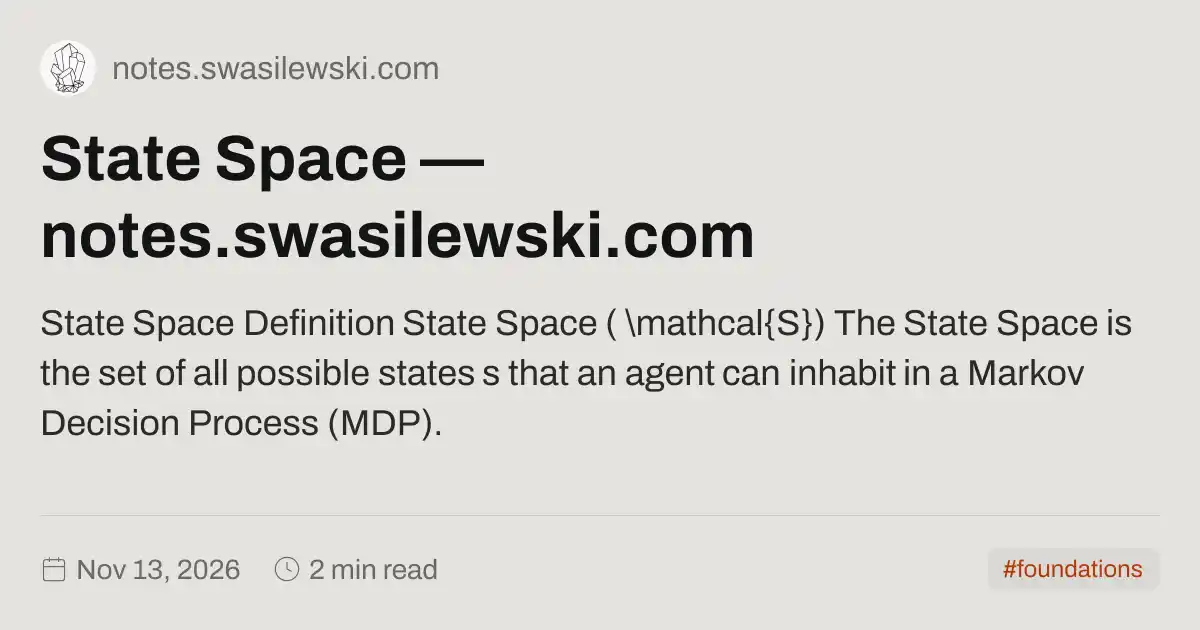 notes.swasilewski.com
State Space —
notes.swasilewski.com
State Space Definition State Space ( \mathcal{S}) The State Space is
the set of all possible states s that an agent can inhabit in a Markov
Decision Process (MDP).
Nov 13, 2026 2 min read #foundations